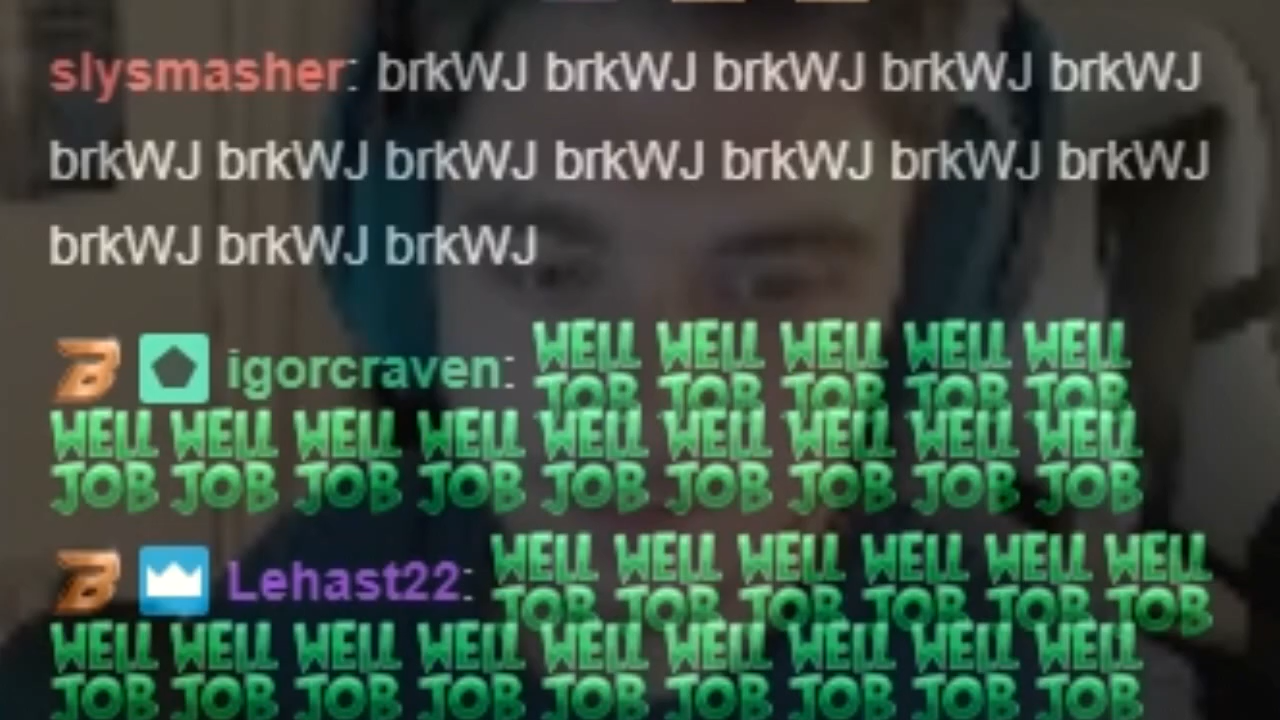 slysmasher: brkWJ brkWJ brkWJ brkWJ brkWJ
brkWJ brkWJ brkWJ brkWJ brkWJ brkWJ brkWJ
brkWJ brkWJ brkWJ
B igorcraven: WELL JOB WELL JOB WELL JOB WELL JOB WELL JOB
WELL JOB WELL JOB WELL JOB WELL JOB WELL JOB WELL JOB WELL JOB WELL JOB WELL JOB
B Lehast22: WELL JOB WELL JOB WELL JOB WELL JOB WELL JOB WELL JOB
WELL JOB WELL JOB WELL JOB WELL JOB WELL JOB WELL JOB WELL JOB WELL JOB WELL JOB